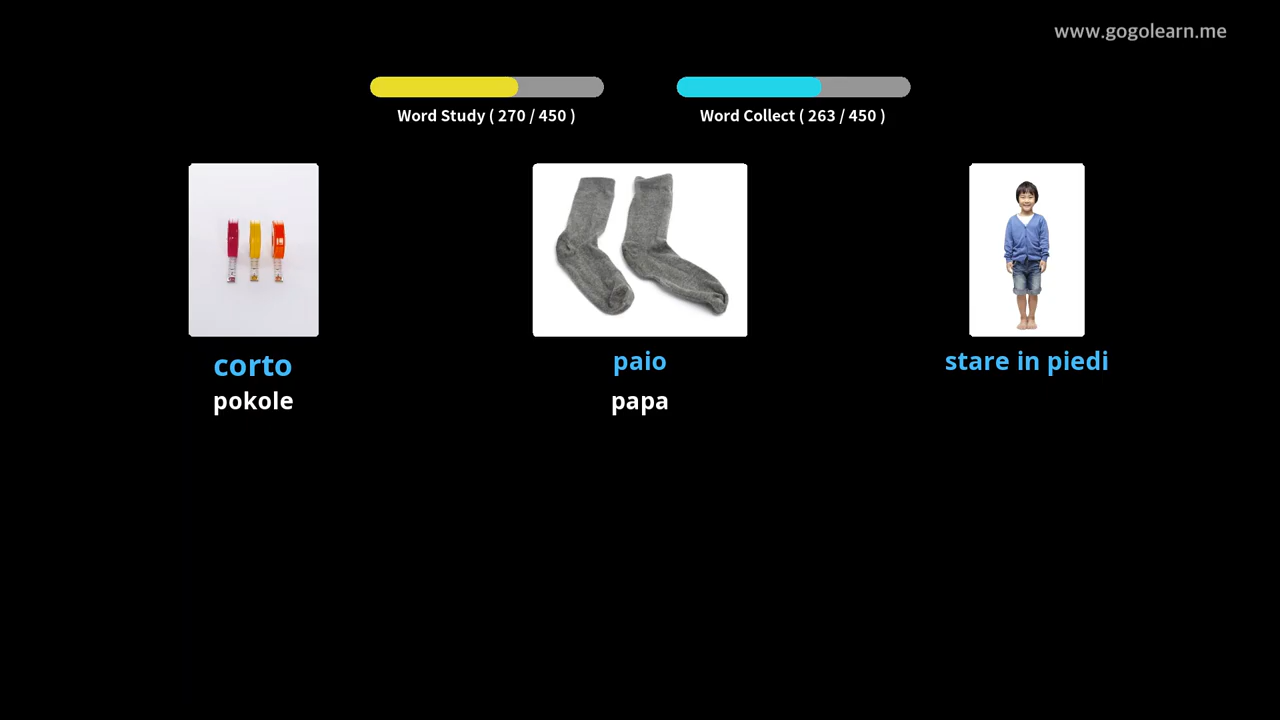 www.gogolearn.me
Word Study ( 270 / 450 )
Word Collect ( 263 / 450 )
corto
pokole
paio
papa
stare in piedi